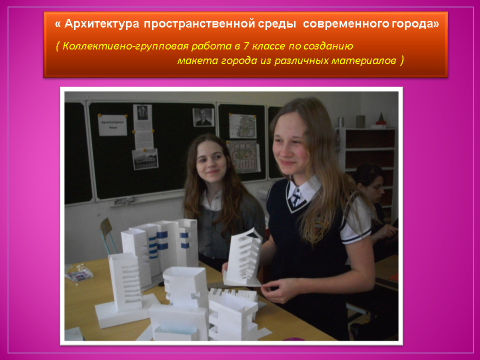 « Архитектура пространственной среды современного города»
( Коллективно-групповая работа в 7 классе по созданию
макета города из различных материалов )